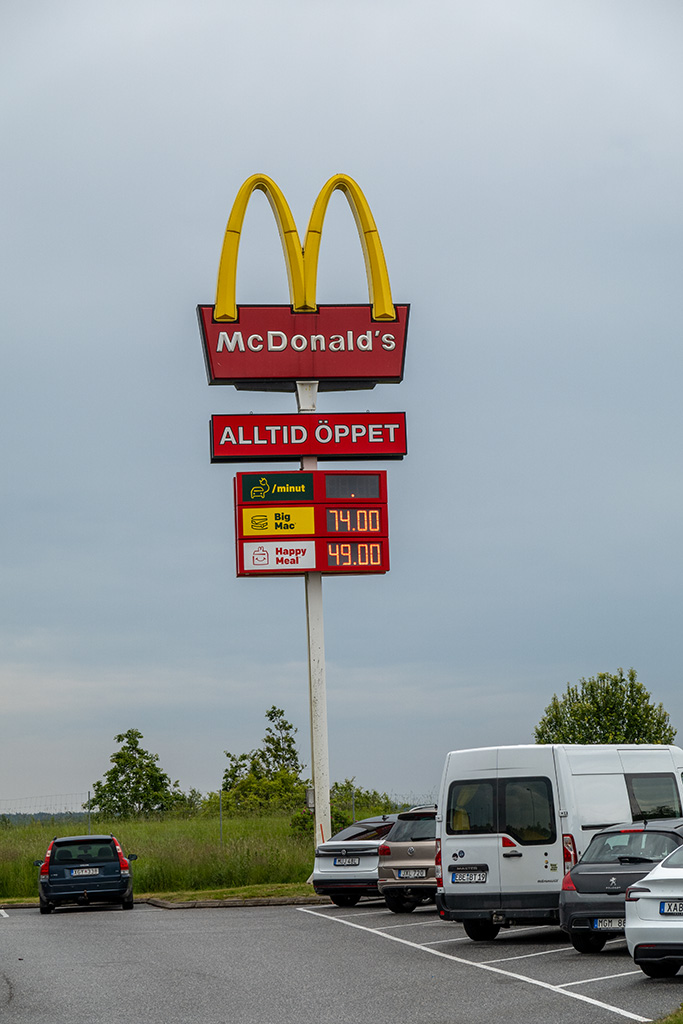 McDonald's
ALLTID ÖPPET
/minut
Big
Mac
74.00
Happy
Meal
49.00